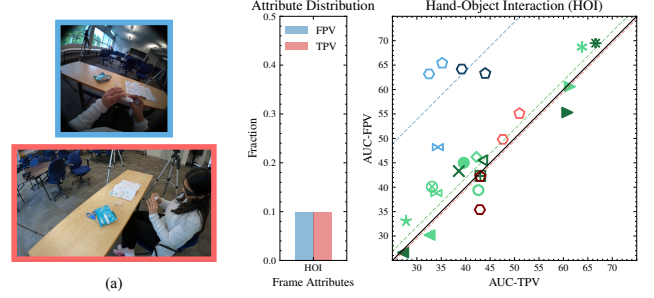 Attribute Distribution
FPV
TPV
0.5
0.4
0.3
0.2
0.1
0.0
Fraction
HOI
Frame Attributes
Hand-Object Interaction (HOI)
70
65
60
55
50
45
40
35
30
AUC-FPV
30 35 40 45 50 55 60 65 70
AUC-TPV
(a)